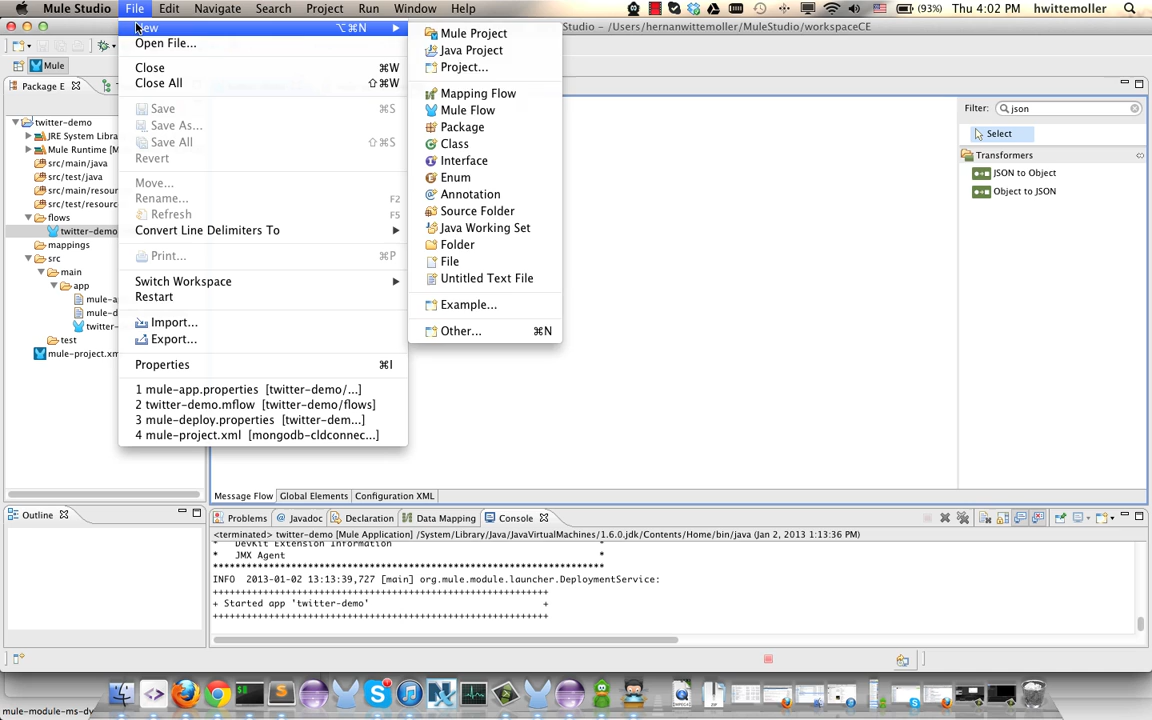 Mule Studio File Edit Navigate Search Project Run Window Help (93%) Thu 4:02 PM hwittemoller
Studio – /Users/hernanwittemoller/MuleStudio/workspaceCE
New ⌥⌘N
Open File...
Close ⌘W
Close All ⇧⌘W
Save ⌘S
Save As...
Save All ⇧⌘S
Revert
Move...
Rename... F2
Refresh F5
Convert Line Delimiters To
Print... ⌘P
Switch Workspace
Restart
Import...
Export...
Properties ⌘I
1 mule-app.properties [twitter-demo/...]
2 twitter-demo.mflow [twitter-demo/flows]
3 mule-deploy.properties [twitter-dem...]
4 mule-project.xml [mongodb-cldconnec...]
Mule Project
Java Project
Project...
Mapping Flow
Mule Flow
Package
Class
Interface
Enum
Annotation
Source Folder
Java Working Set
Folder
File
Untitled Text File
Example...
Other... ⌘N
Mule
Package E
twitter-demo
JRE System Libra
Mule Runtime [M
src/main/java
src/test/java
src/main/resour
src/test/resourc
flows
twitter-demo
mappings
src
main
app
mule-a
mule-d
twitter-
test
mule-project.xm
Filter: json
Select
Transformers
JSON to Object
Object to JSON
Message Flow Global Elements Configuration XML
Outline
Problems Javadoc Declaration Data Mapping Console
<terminated> twitter-demo [Mule Application] /System/Library/Java/JavaVirtualMachines/1.6.0.jdk/Contents/Home/bin/java (Jan 2, 2013 1:13:36 PM)
* DevKit Extension Information *
* JMX Agent *
**********************************************************************
INFO 2013-01-02 13:13:39,727 [main] org.mule.module.launcher.DeploymentService:
++++++++++++++++++++++++++++++++++++++++++++++++++++++++++++
+ Started app 'twitter-demo' +
++++++++++++++++++++++++++++++++++++++++++++++++++++++++++++
mule-module-ms-dv